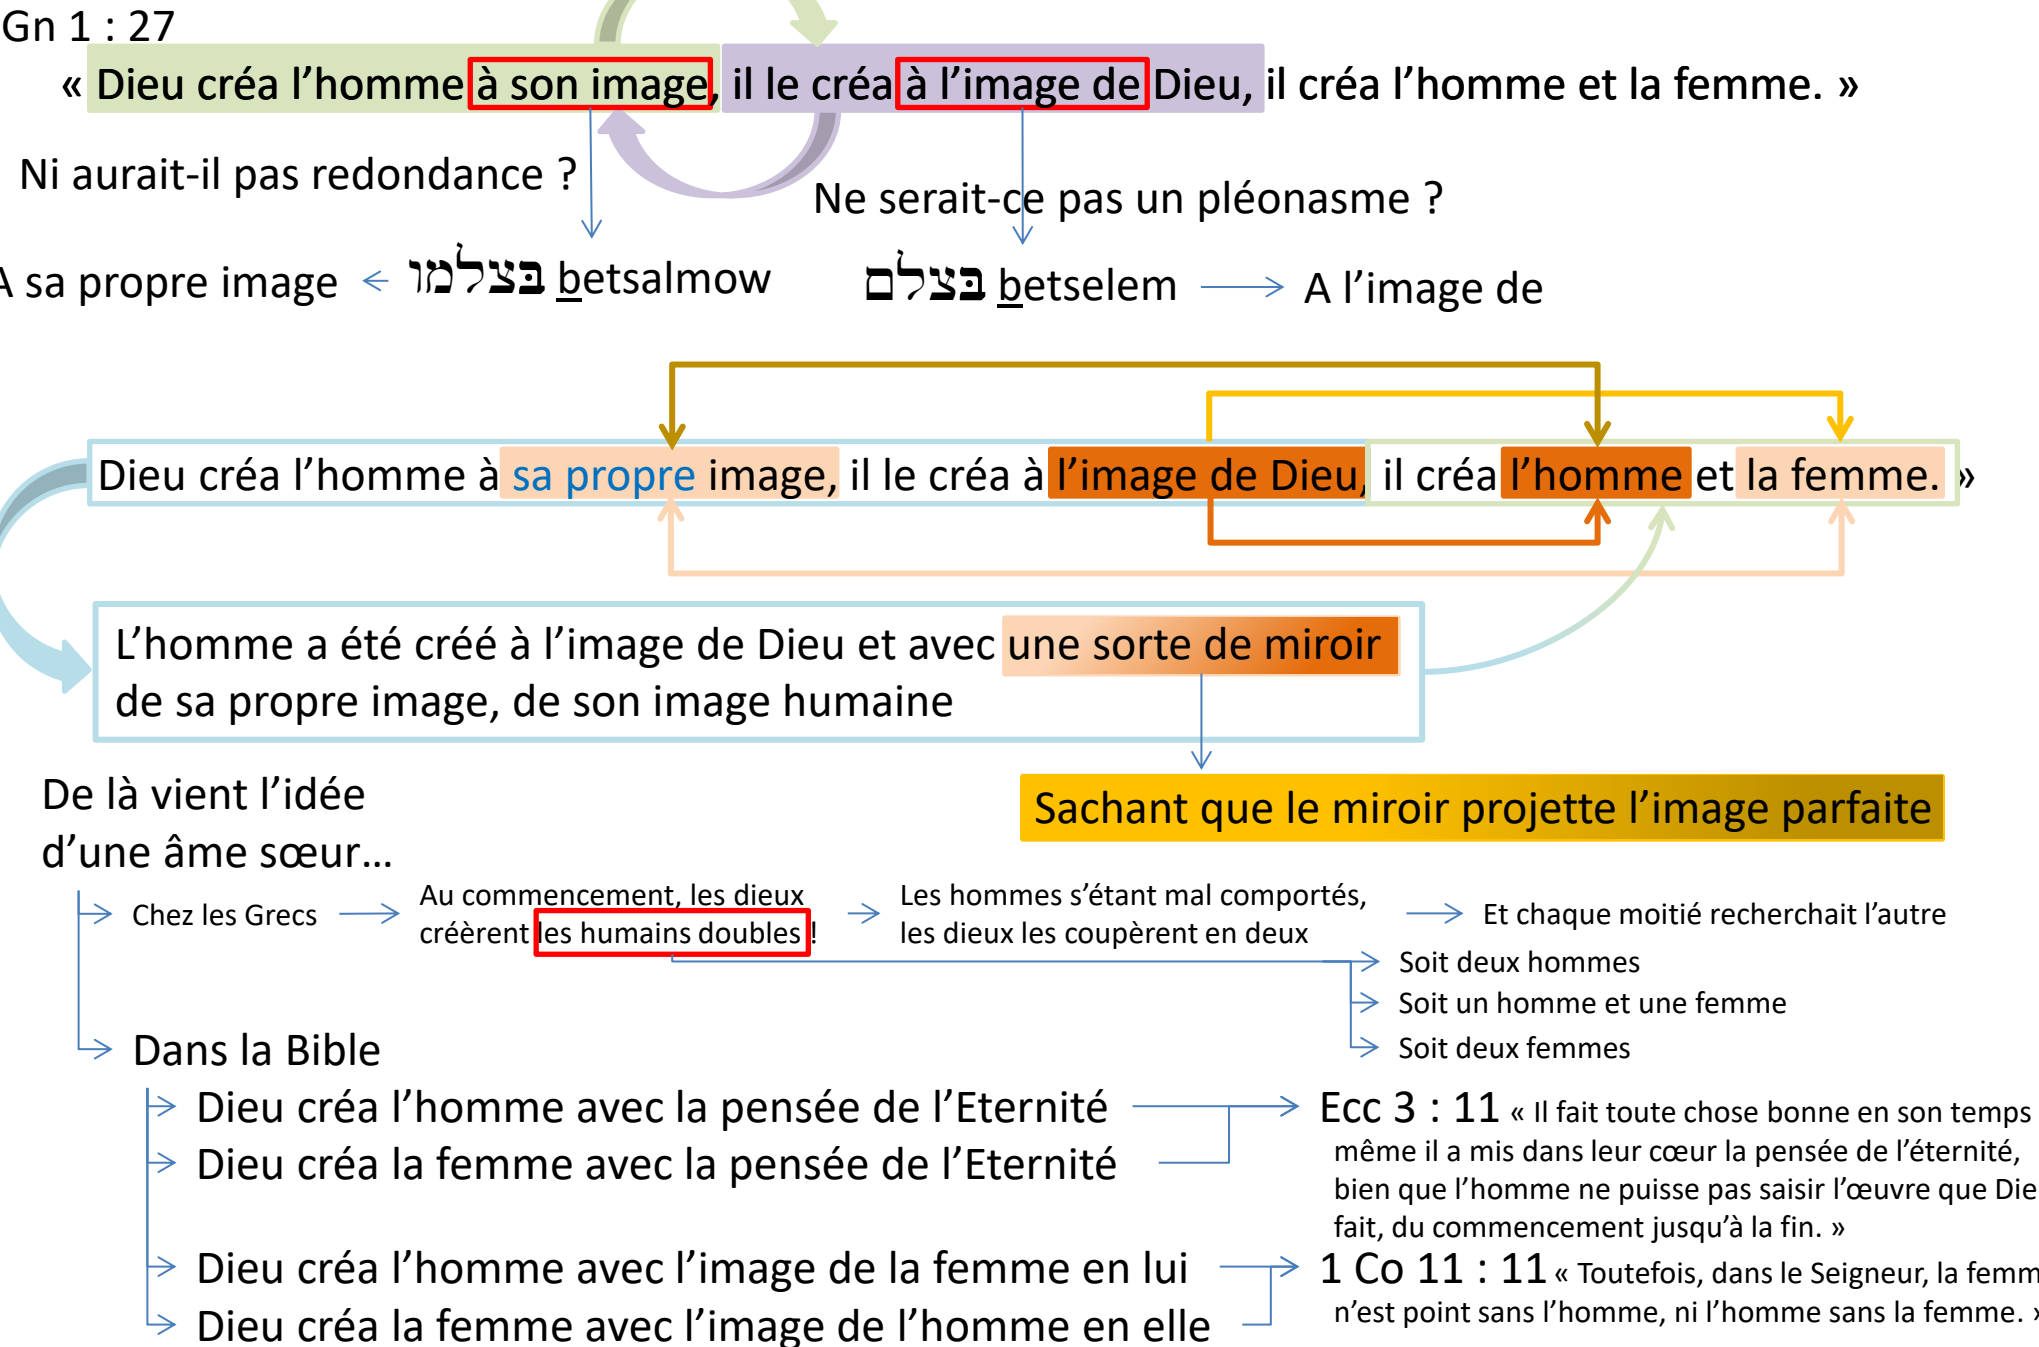 Gn 1 : 27
« Dieu créa l’homme à son image, il le créa à l’image de Dieu, il créa l’homme et la femme. »
Ni aurait-il pas redondance ?
Ne serait-ce pas un pléonasme ?
A sa propre image
בצלמו betsalmow
בצלם betselem
A l’image de
Dieu créa l’homme à sa propre image, il le créa à l’image de Dieu, il créa l’homme et la femme. »
L’homme a été créé à l’image de Dieu et avec une sorte de miroir
de sa propre image, de son image humaine
Sachant que le miroir projette l’image parfaite
De là vient l’idée
d’une âme sœur…
Chez les Grecs
Au commencement, les dieux
créèrent les humains doubles !
Les hommes s’étant mal comportés,
les dieux les coupèrent en deux
Et chaque moitié recherchait l’autre
Soit deux hommes
Soit un homme et une femme
Soit deux femmes
Dans la Bible
Dieu créa l’homme avec la pensée de l’Eternité
Dieu créa la femme avec la pensée de l’Eternité
Ecc 3 : 11 « Il fait toute chose bonne en son temps
même il a mis dans leur cœur la pensée de l’éternité,
bien que l’homme ne puisse pas saisir l’œuvre que Die
fait, du commencement jusqu’à la fin. »
Dieu créa l’homme avec l’image de la femme en lui
Dieu créa la femme avec l’image de l’homme en elle
1 Co 11 : 11 « Toutefois, dans le Seigneur, la femm
n’est point sans l’homme, ni l’homme sans la femme. »